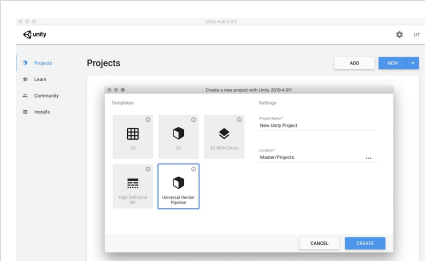 Unity Hub 2.3.2
unity
UT
Projects
Learn
Community
Installs
Projects
ADD
NEW
Create a new project with Unity 2019.4.0f1
Templates
Settings
2D
3D
3D With Extras
High Definition
RP
Universal Render
Pipeline
Project Name *
New Unity Project
Location *
Master/Projects
CANCEL
CREATE